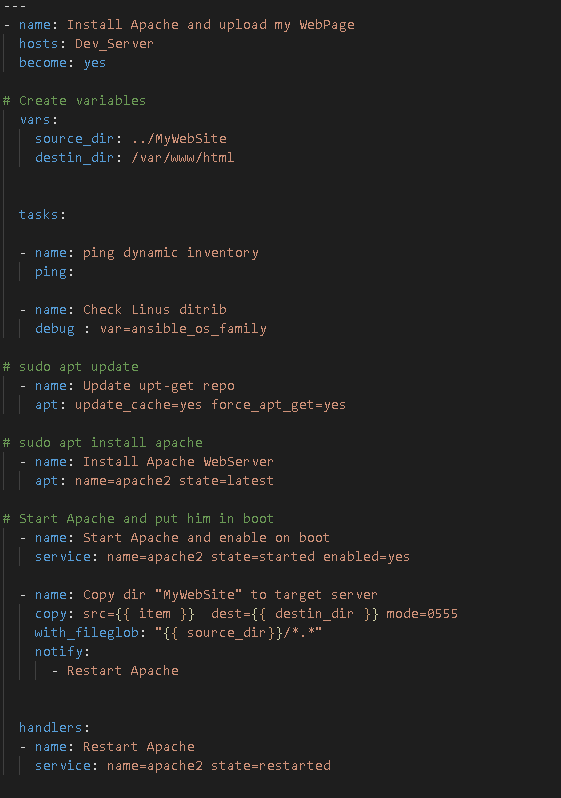 ---
- name: Install Apache and upload my WebPage
  hosts: Dev_Server
  become: yes

# Create variables
  vars:
    source_dir: ../MyWebSite
    destin_dir: /var/www/html


  tasks:

  - name: ping dynamic inventory
    ping:

  - name: Check Linus ditrib
    debug : var=ansible_os_family

# sudo apt update
  - name: Update upt-get repo
    apt: update_cache=yes force_apt_get=yes

# sudo apt install apache
  - name: Install Apache WebServer
    apt: name=apache2 state=latest

# Start Apache and put him in boot
  - name: Start Apache and enable on boot
    service: name=apache2 state=started enabled=yes

  - name: Copy dir "MyWebSite" to target server
    copy: src={{ item }}  dest={{ destin_dir }} mode=0555
    with_fileglob: "{{ source_dir}}/*.*"
    notify:
      - Restart Apache


  handlers:
  - name: Restart Apache
    service: name=apache2 state=restarted